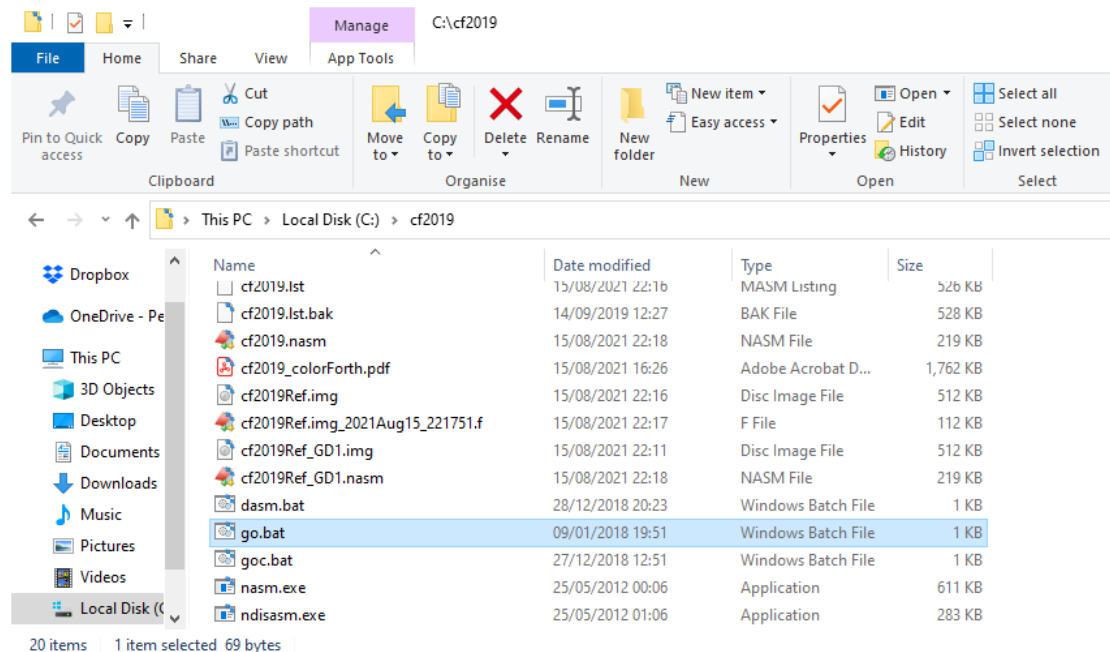 Manage C:\cf2019
File Home Share View App Tools
Pin to Quick access
Copy
Paste
Cut
Copy path
Paste shortcut
Clipboard
Move to
Copy to
Delete
Rename
Organise
New folder
New item
Easy access
New
Properties
Open
Edit
History
Open
Select all
Select none
Invert selection
Select
This PC > Local Disk (C:) > cf2019
Dropbox
OneDrive - Pe
This PC
3D Objects
Desktop
Documents
Downloads
Music
Pictures
Videos
Local Disk (C
Name Date modified Type Size
cf2019.lst 15/08/2021 22:16 MASM Listing 526 KB
cf2019.lst.bak 14/09/2019 12:27 BAK File 528 KB
cf2019.nasm 15/08/2021 22:18 NASM File 219 KB
cf2019_colorForth.pdf 15/08/2021 16:26 Adobe Acrobat D... 1,762 KB
cf2019Ref.img 15/08/2021 22:16 Disc Image File 512 KB
cf2019Ref.img_2021Aug15_221751.f 15/08/2021 22:17 F File 112 KB
cf2019Ref_GD1.img 15/08/2021 22:11 Disc Image File 512 KB
cf2019Ref_GD1.nasm 15/08/2021 22:18 NASM File 219 KB
dasm.bat 28/12/2018 20:23 Windows Batch File 1 KB
go.bat 09/01/2018 19:51 Windows Batch File 1 KB
goc.bat 27/12/2018 12:51 Windows Batch File 1 KB
nasm.exe 25/05/2012 00:06 Application 611 KB
ndisasm.exe 25/05/2012 01:06 Application 283 KB
20 items 1 item selected 69 bytes